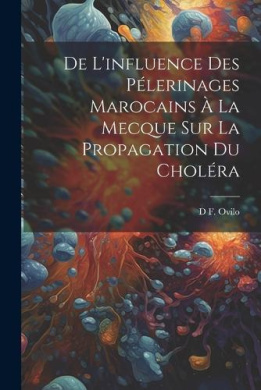 De L'influence Des
Pélerinages
Marocains À La
Mecque Sur La
Propagation Du
Choléra
D F. Ovilo